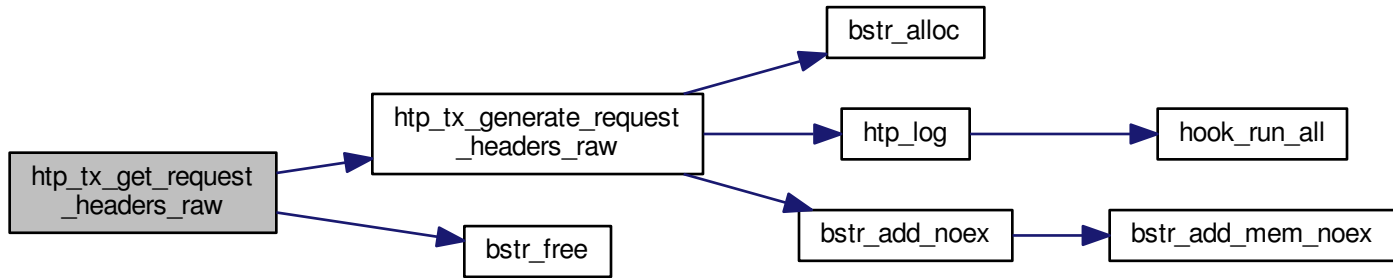 htp_tx_get_request
_headers_raw
htp_tx_generate_request
_headers_raw
bstr_free
bstr_alloc
htp_log
bstr_add_noex
hook_run_all
bstr_add_mem_noex